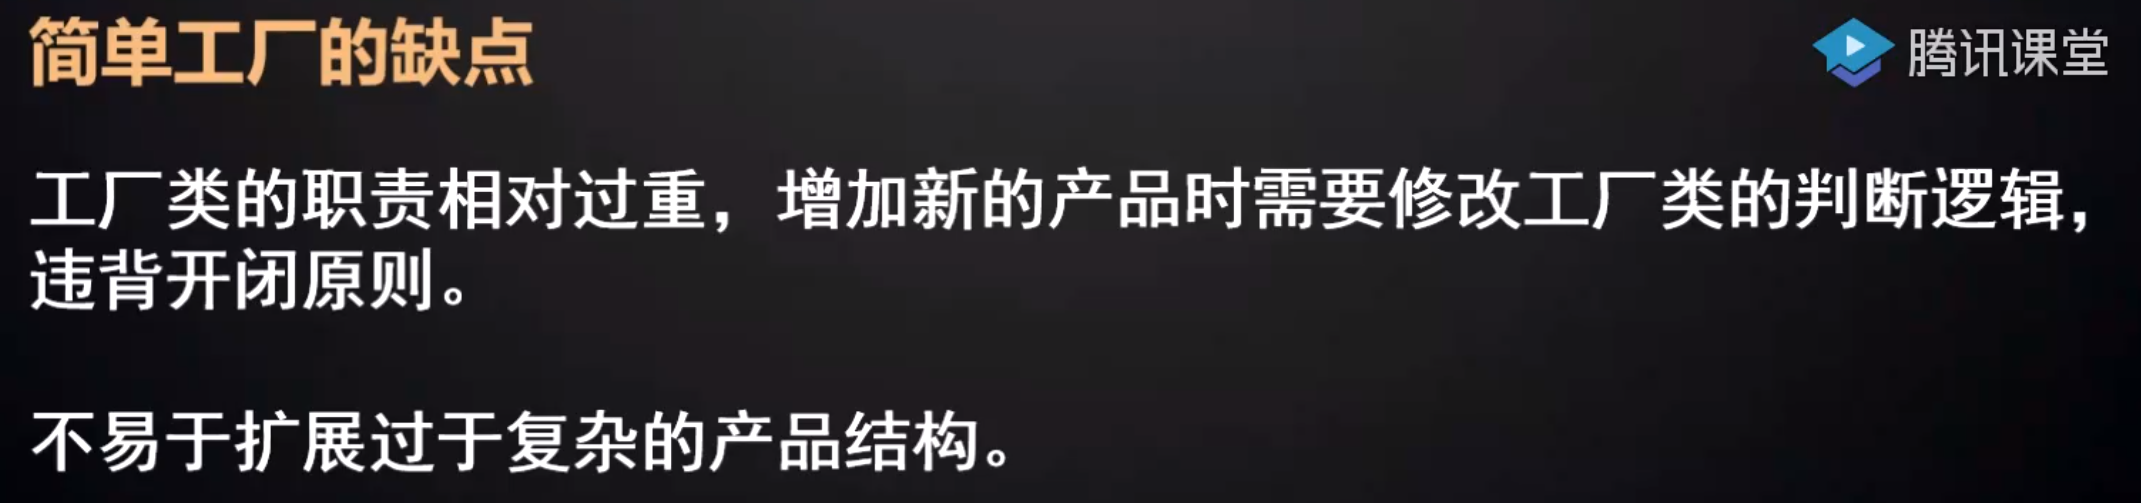 简单工厂的缺点
腾讯课堂
工厂类的职责相对过重，增加新的产品时需要修改工厂类的判断逻辑，
违背开闭原则。
不易于扩展过于复杂的产品结构。